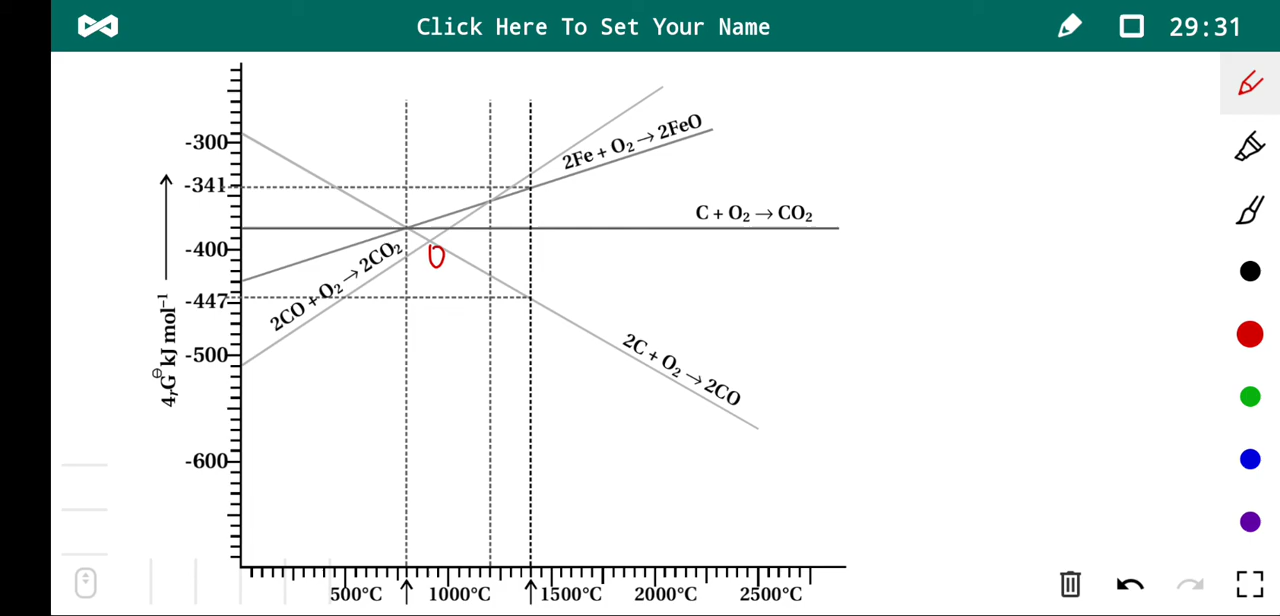 Click Here To Set Your Name
29:31
-300
-341
-400
-447
-500
-600
4rG⊖kJ mol⁻¹
2Fe + O₂ → 2FeO
C + O₂ → CO₂
2CO + O₂ → 2CO₂
2C + O₂ → 2CO
500°C
1000°C
1500°C
2000°C
2500°C